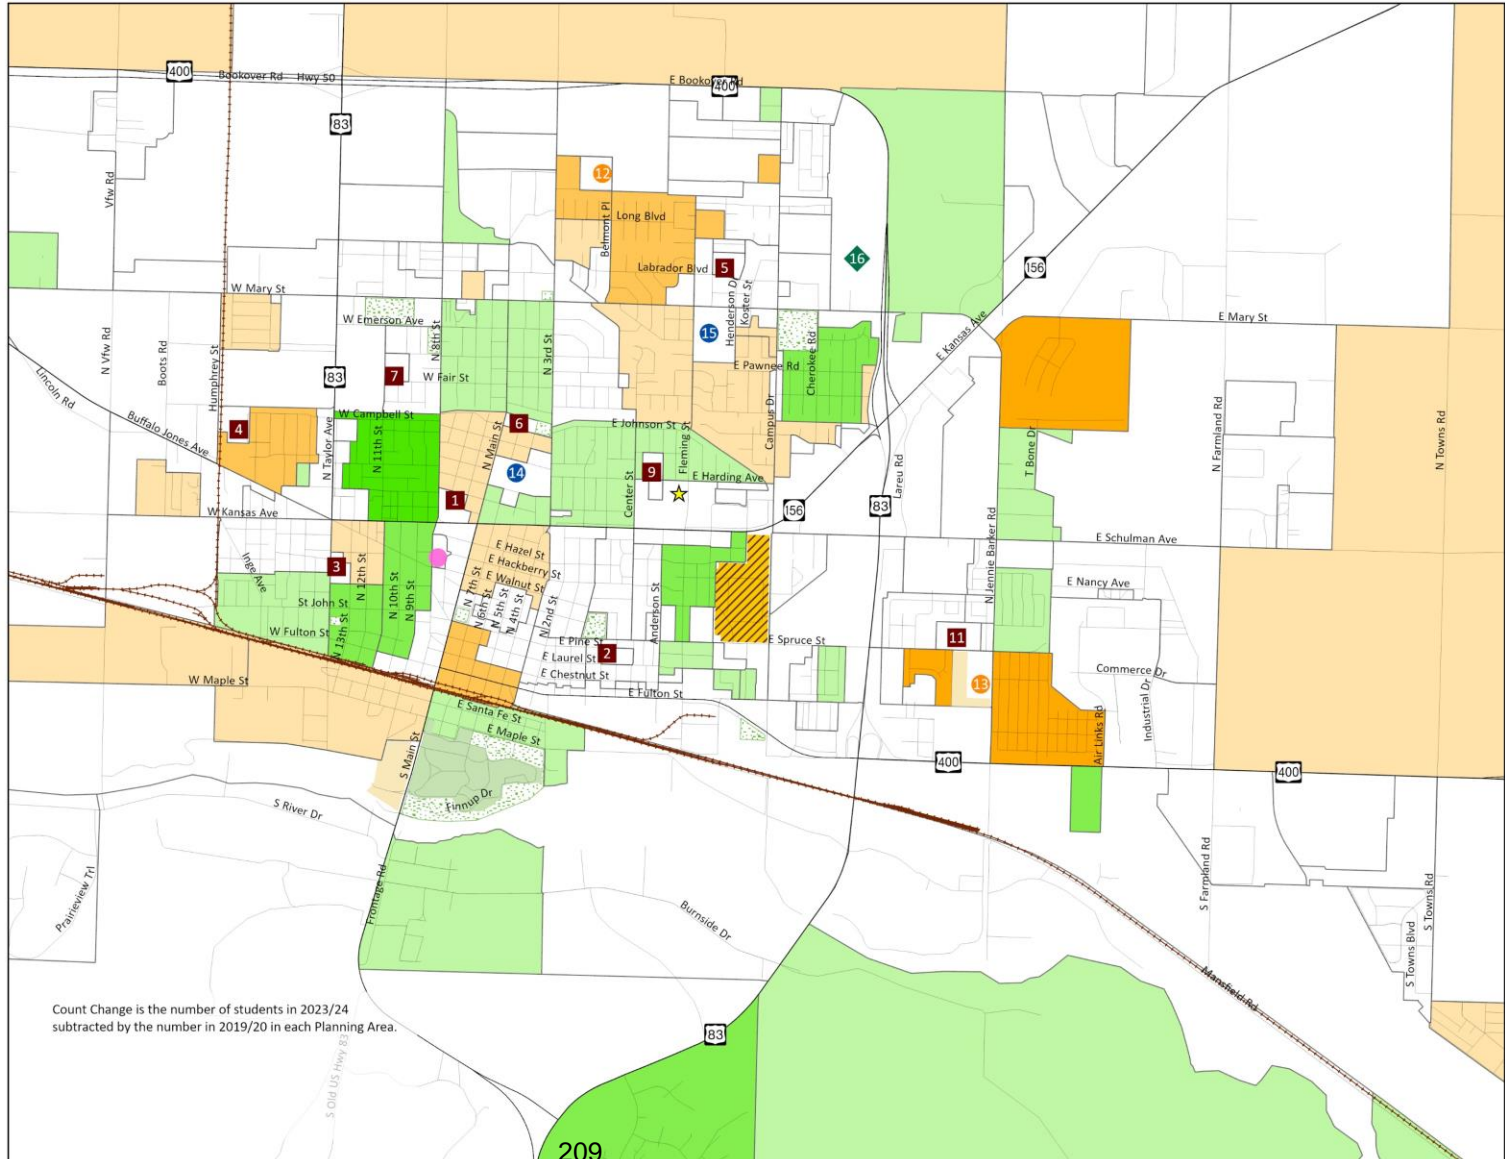 400
Bookover Rd Hwy 50
E Bookover Rd
400
83
Vfw Rd
12
Belmont Pl
Long Blvd
16
156
Labrador Blvd
5
Henderson Dr
Koster St
W Mary St
E Mary St
W Emerson Ave
N 8th St
15
E Kansas Ave
N Vfw Rd
Boots Rd
Humphrey St
N 3rd St
Cherokee Rd
E Pawnee Rd
83
7
W Fair St
Lincoln Rd
Buffalo Jones Ave
4
W Campbell St
6
E Johnson St
Campus Dr
N Taylor Ave
N 11th St
N Main St
Fleming St
T Bone Dr
N Farmland Rd
N Towns Rd
14
9
E Harding Ave
Center St
Lareu Rd
1
156
83
W Kansas Ave
N Jennie Barker Rd
E Schulman Ave
E Hazel St
E Hackberry St
E Walnut St
Inge Ave
3
N 12th St
N 10th St
N 9th St
N 7th St
N 6th St
N 5th St
N 4th St
N 2nd St
Anderson St
E Nancy Ave
St John St
W Fulton St
N 13th St
E Pine St
E Spruce St
11
2
E Laurel St
E Chestnut St
W Maple St
E Fulton St
13
Commerce Dr
Industrial Dr
Air Links Rd
E Santa Fe St
E Maple St
S Main St
400
400
Finnup Dr
S River Dr
Prairieview Trl
Frontage Rd
Burnside Dr
S Farmland Rd
S Towns Blvd
S Towns Rd
Mansfield Rd
Count Change is the number of students in 2023/24
subtracted by the number in 2019/20 in each Planning Area.
S Old US Hwy 83
83
209